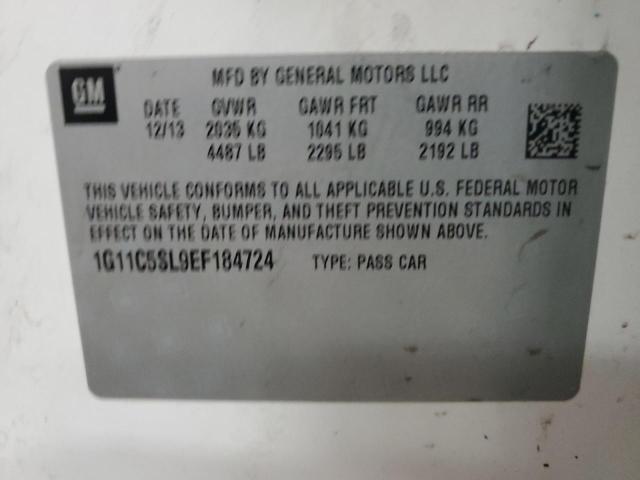 GM
MFD BY GENERAL MOTORS LLC
DATE GVWR GAWR FRT GAWR RR
12/13 2035 KG 1041 KG 994 KG
4487 LB 2295 LB 2192 LB
THIS VEHICLE CONFORMS TO ALL APPLICABLE U.S. FEDERAL MOTOR
VEHICLE SAFETY, BUMPER, AND THEFT PREVENTION STANDARDS IN
EFFECT ON THE DATE OF MANUFACTURE SHOWN ABOVE.
1G11C5SL9EF184724 TYPE: PASS CAR